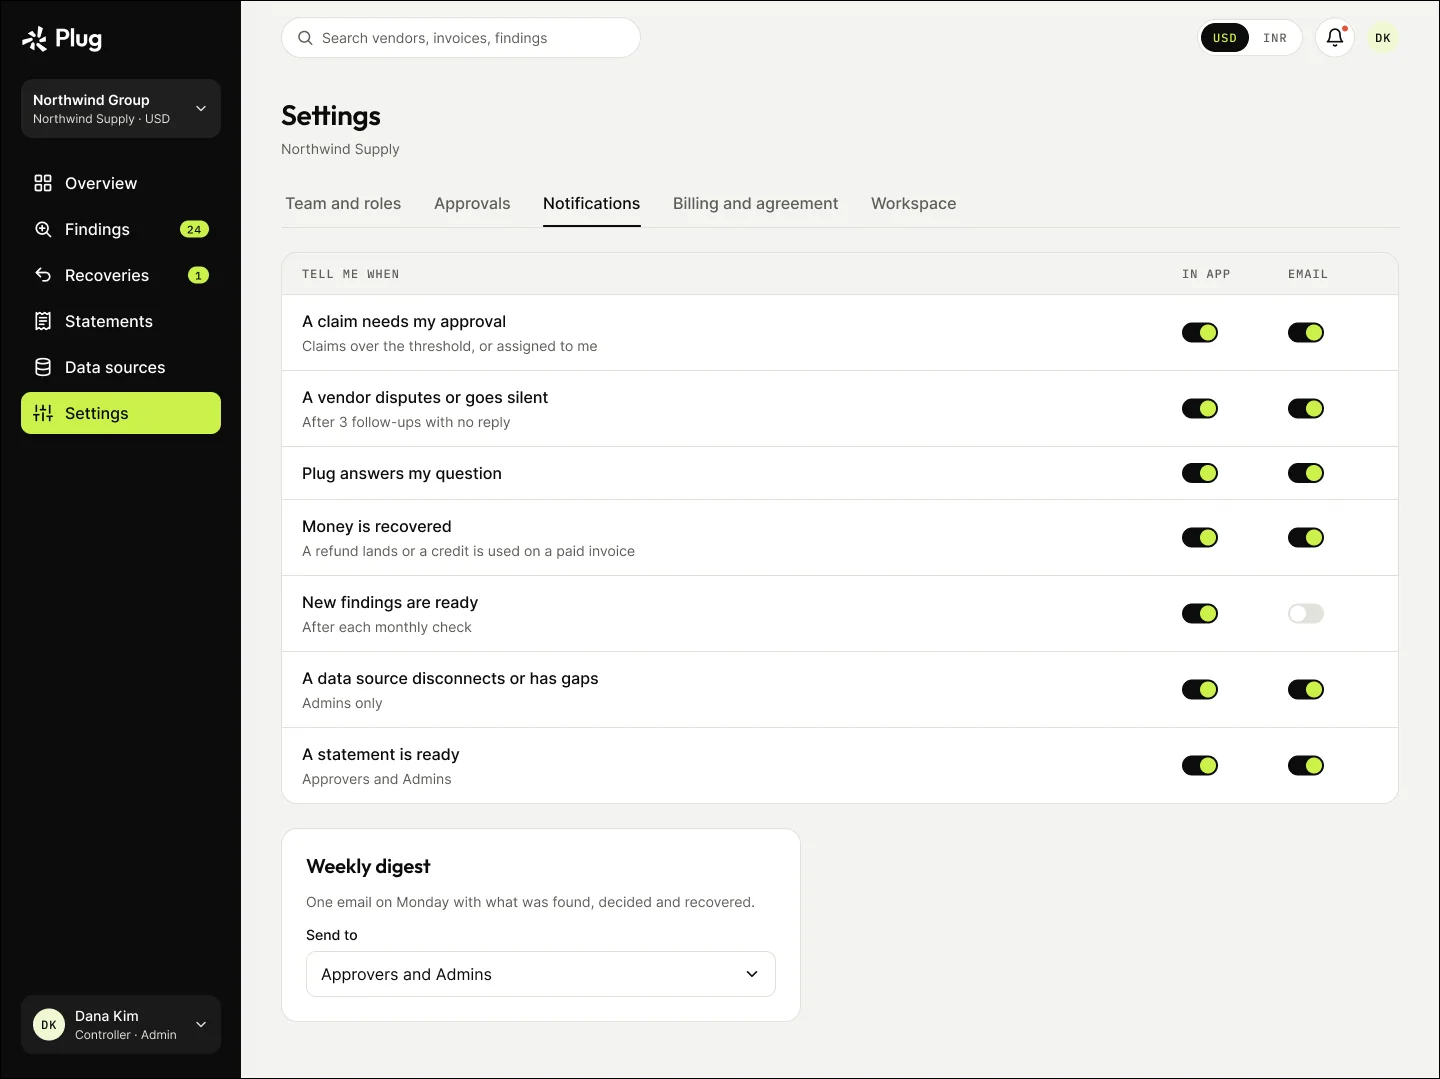 Plug
Search vendors, invoices, findings
USD
INR
DK
Northwind Group
Northwind Supply · USD
Overview
Findings
24
Recoveries
1
Statements
Data sources
Settings
Settings
Northwind Supply
Team and roles
Approvals
Notifications
Billing and agreement
Workspace
TELL ME WHEN
IN APP
EMAIL
A claim needs my approval
Claims over the threshold, or assigned to me
A vendor disputes or goes silent
After 3 follow-ups with no reply
Plug answers my question
Money is recovered
A refund lands or a credit is used on a paid invoice
New findings are ready
After each monthly check
A data source disconnects or has gaps
Admins only
A statement is ready
Approvers and Admins
Weekly digest
One email on Monday with what was found, decided and recovered.
Send to
Approvers and Admins
DK
Dana Kim
Controller · Admin